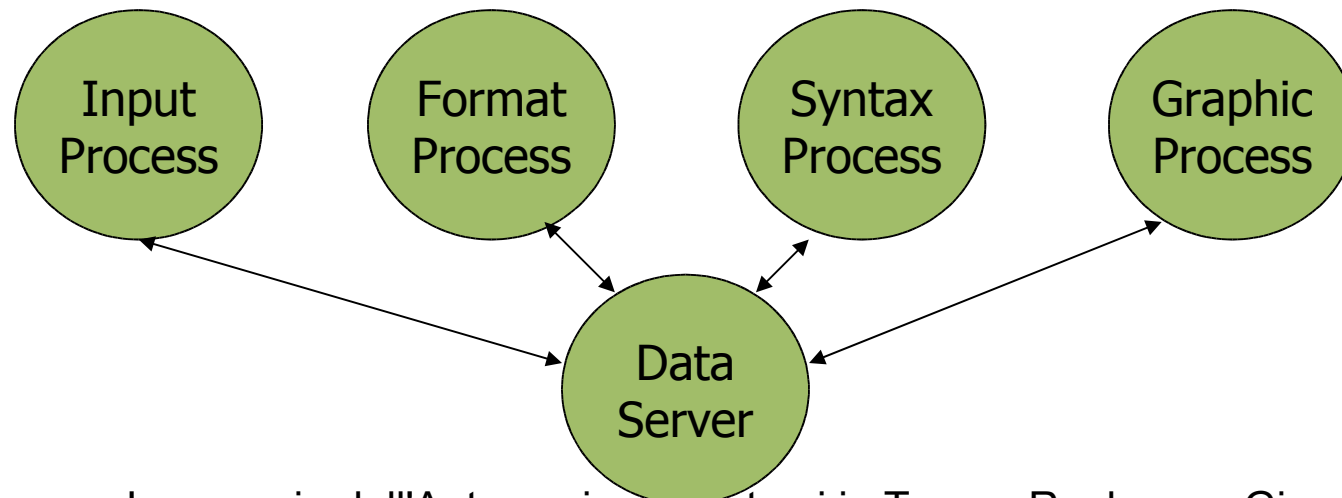 Input
Process
Format
Process
Syntax
Process
Graphic
Process
Data
Server